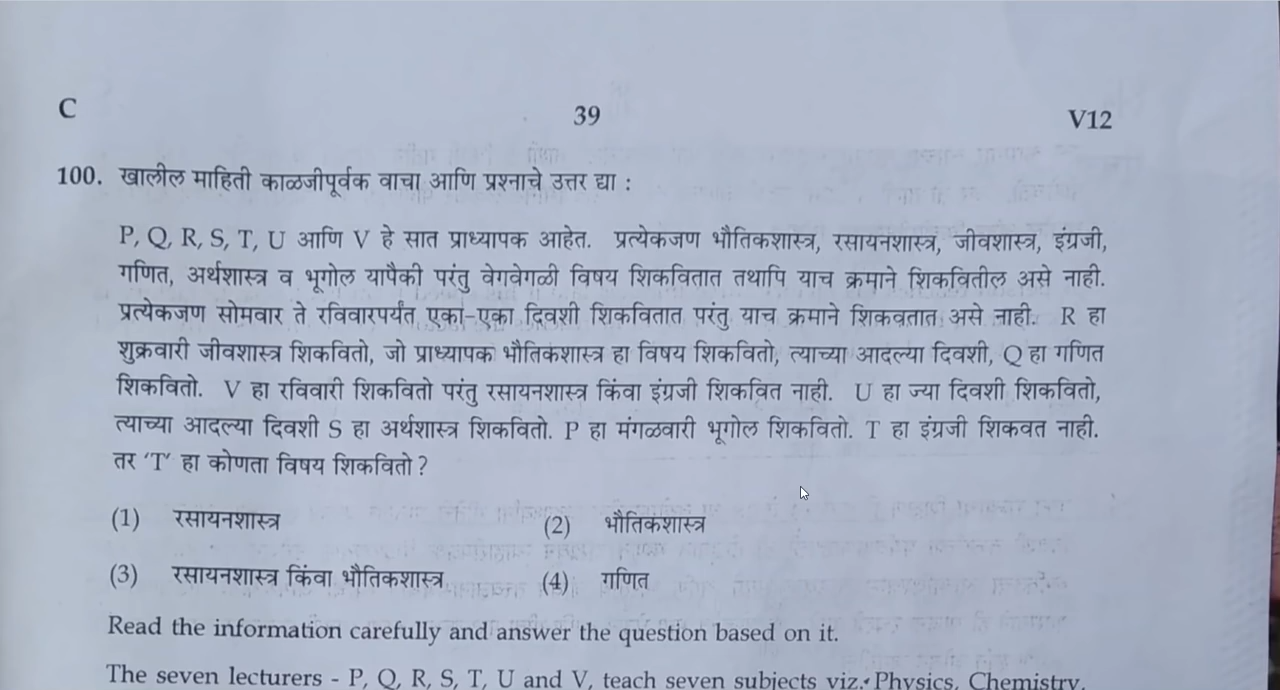 C
39
V12
100. खालील माहिती काळजीपूर्वक वाचा आणि प्रश्नाचे उत्तर द्या :
P, Q, R, S, T, U आणि V हे सात प्राध्यापक आहेत. प्रत्येकजण भौतिकशास्त्र, रसायनशास्त्र, जीवशास्त्र, इंग्रजी,
गणित, अर्थशास्त्र व भूगोल यापैकी परंतु वेगवेगळी विषय शिकवितात तथापि याच क्रमाने शिकवितील असे नाही.
प्रत्येकजण सोमवार ते रविवारपर्यंत एका-एका दिवशी शिकवितात परंतु याच क्रमाने शिकवतात असे नाही. R हा
शुक्रवारी जीवशास्त्र शिकवितो, जो प्राध्यापक भौतिकशास्त्र हा विषय शिकवितो, त्याच्या आदल्या दिवशी, Q हा गणित
शिकवितो. V हा रविवारी शिकवितो परंतु रसायनशास्त्र किंवा इंग्रजी शिकवित नाही. U हा ज्या दिवशी शिकवितो,
त्याच्या आदल्या दिवशी S हा अर्थशास्त्र शिकवितो. P हा मंगळवारी भूगोल शिकवितो. T हा इंग्रजी शिकवत नाही.
तर ‘T’ हा कोणता विषय शिकवितो ?
(1) रसायनशास्त्र (2) भौतिकशास्त्र
(3) रसायनशास्त्र किंवा भौतिकशास्त्र (4) गणित
Read the information carefully and answer the question based on it.
The seven lecturers - P, Q, R, S, T, U and V, teach seven subjects viz. Physics, Chemistry,